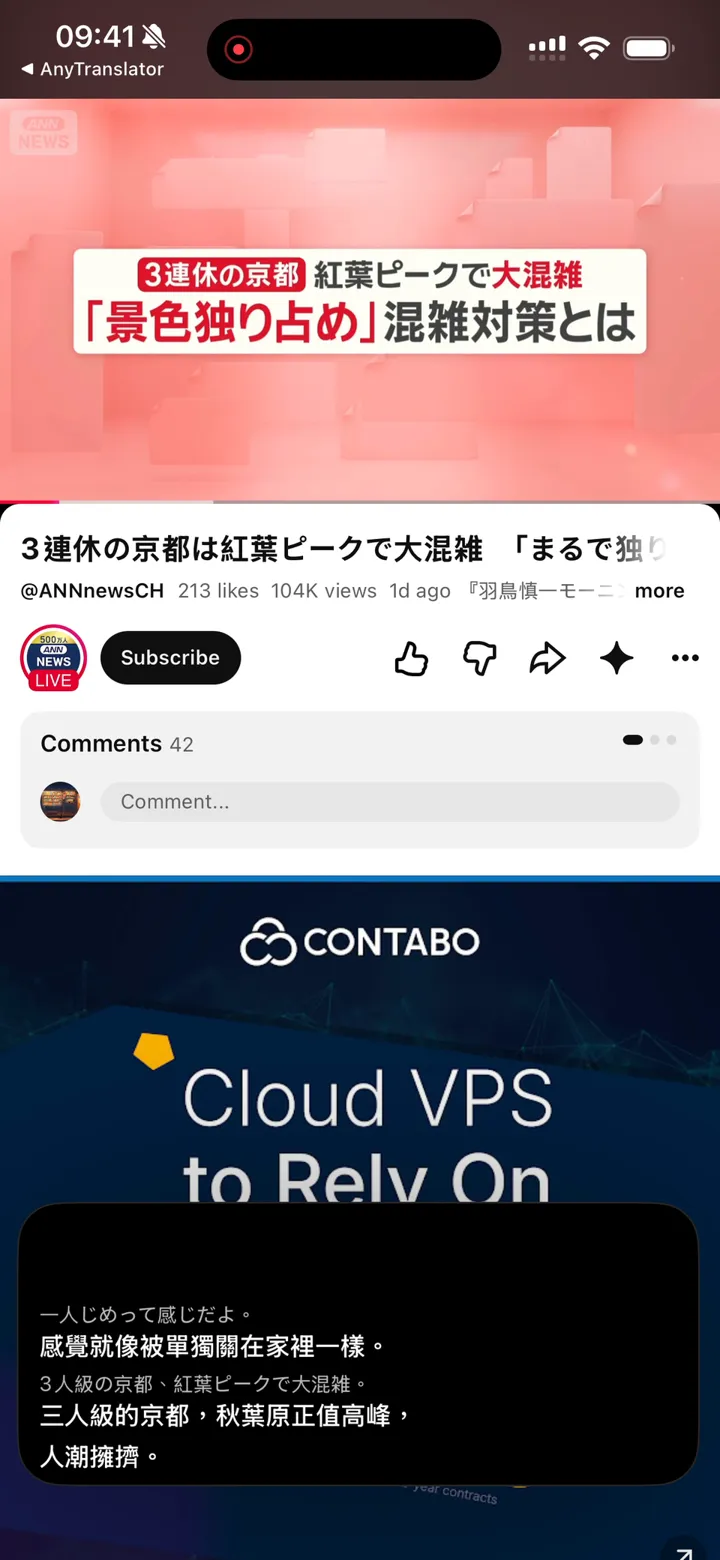 09:41
◀ AnyTranslator
ANN
NEWS
3連休の京都 紅葉ピークで大混雑
「景色独り占め」混雑対策とは
3連休の京都は紅葉ピークで大混雑 「まるで独り
@ANNnewsCH 213 likes 104K views 1d ago 『羽鳥慎一モーニ more
500万人
ANN
NEWS
LIVE
Subscribe
Comments 42
Comment...
CONTABO
Cloud VPS
to Rely On
一人じめって感じだよ。
感覺就像被單獨關在家裡一樣。
3人級の京都、紅葉ピークで大混雑。
三人級的京都，秋葉原正值高峰，
人潮擁擠。
year contracts